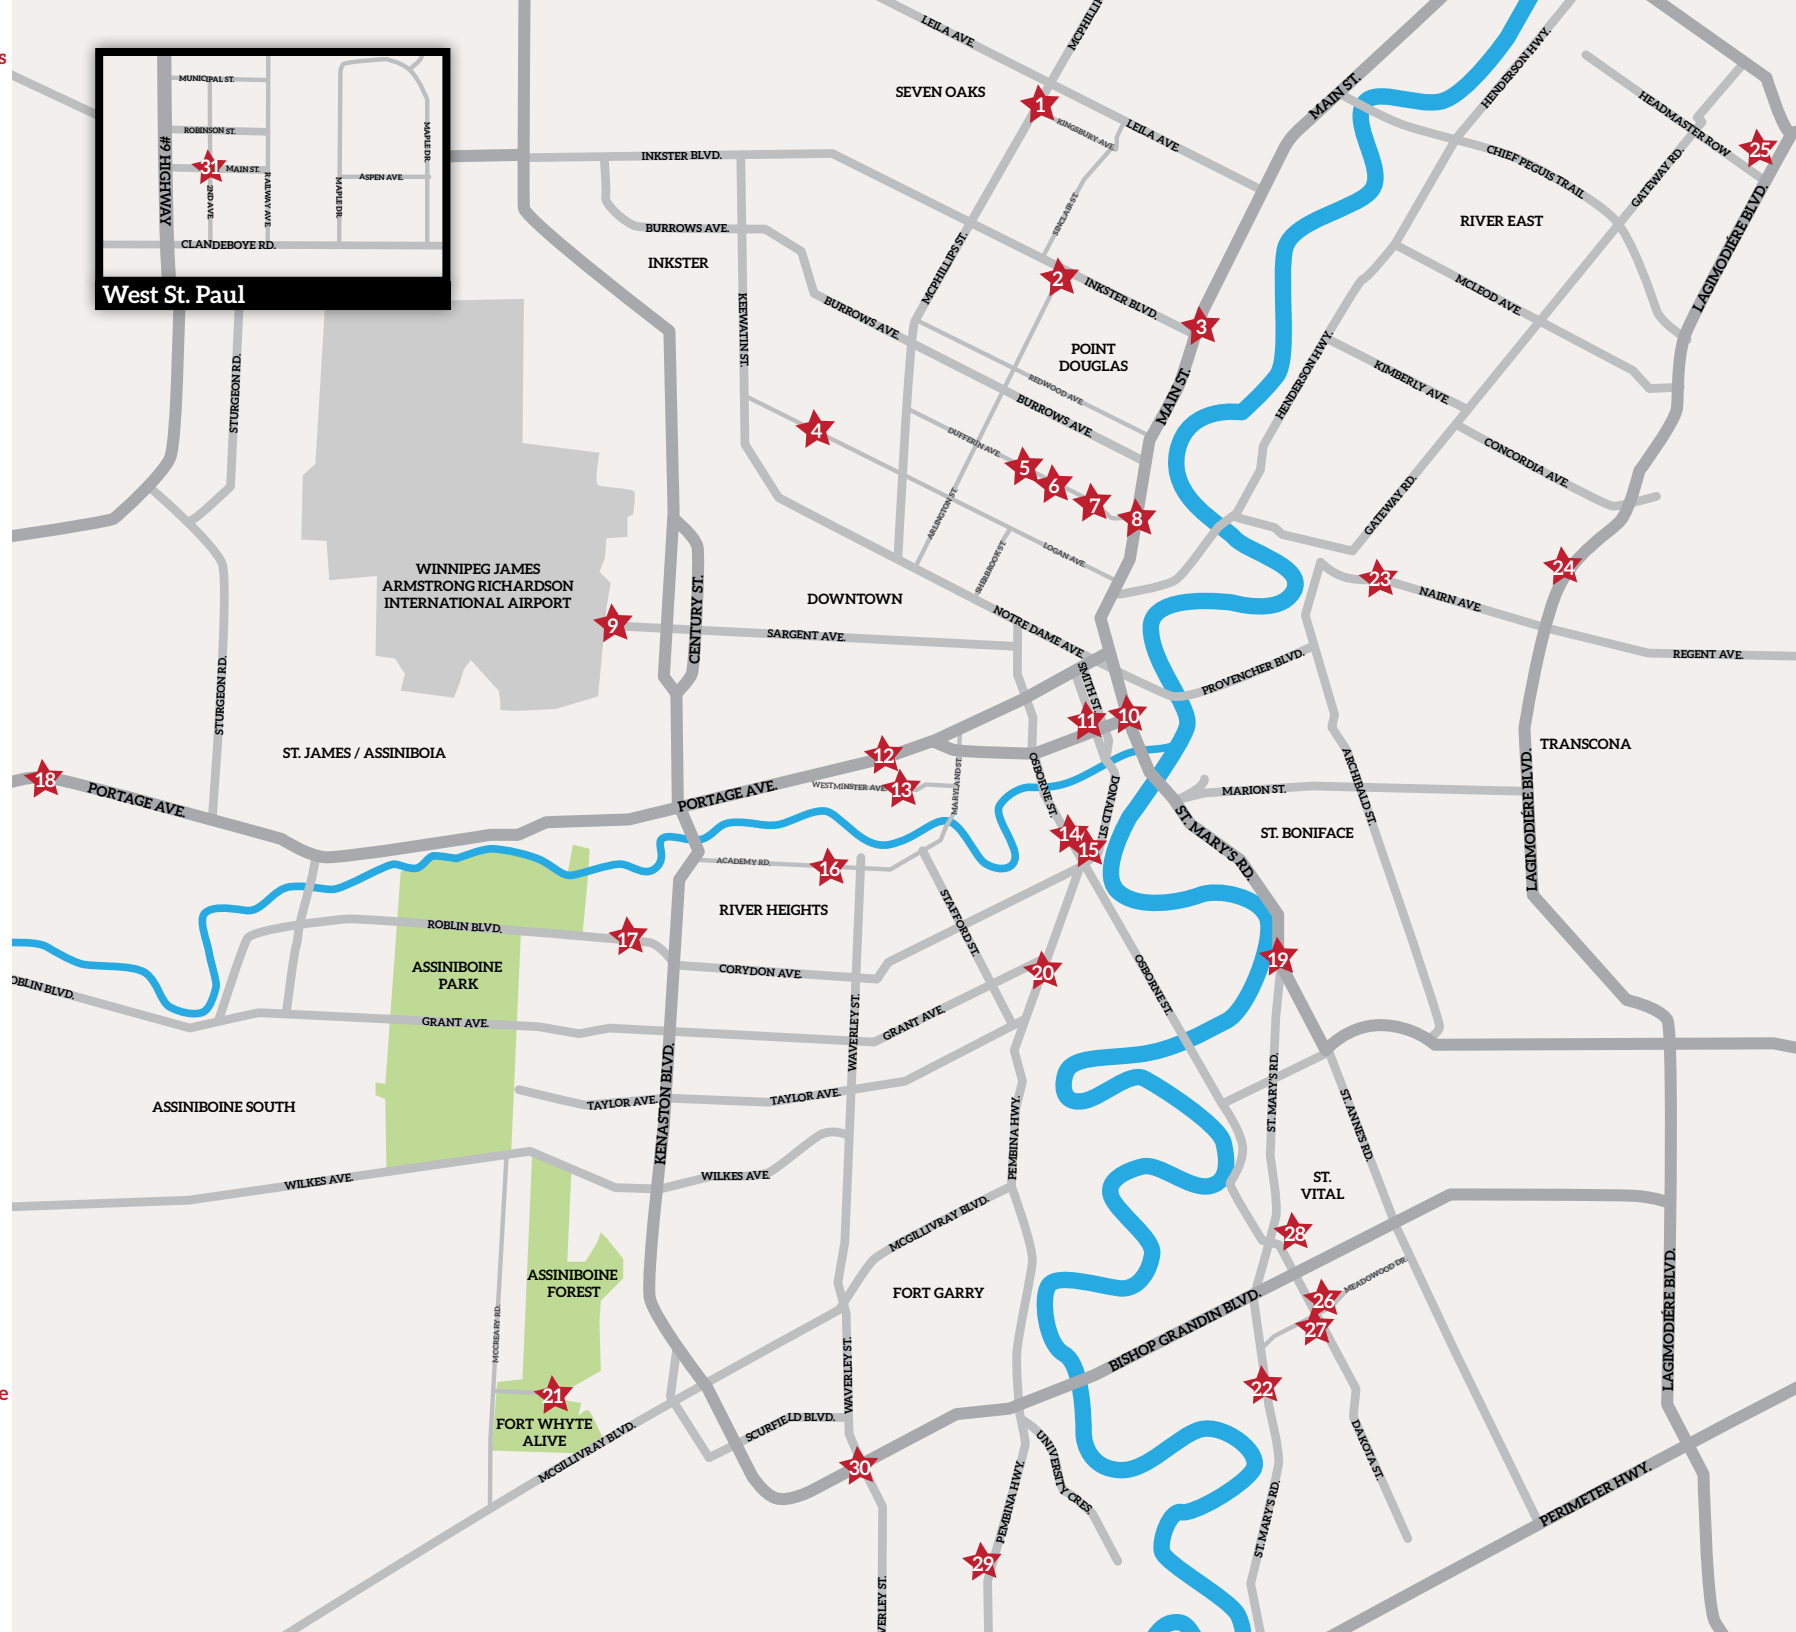 s
MUNICIPAL ST.
ROBINSON ST.
#9 HIGHWAY
31
MAIN ST.
2ND AVE.
RAILWAY AVE.
MAPLE DR.
MAPLE DR.
ASPEN AVE.
CLANDEBOYE RD.
West St. Paul
LEILA AVE.
SEVEN OAKS
1
KINGSBURY AVE.
LEILA AVE.
MAIN ST.
HENDERSON HWY.
HEADMASTER ROW
25
CHIEF PEGUIS TRAIL
GATEWAY RD.
RIVER EAST
LAGIMODIÉRE BLVD.
INKSTER BLVD.
BURROWS AVE.
INKSTER
SINCLAIR ST.
MCPHILLIPS ST.
2
INKSTER BLVD.
3
MCLEOD AVE.
KEEWATIN ST.
BURROWS AVE.
POINT
DOUGLAS
REDWOOD AVE.
BURROWS AVE.
MAIN ST.
HENDERSON HWY.
KIMBERLY AVE.
CONCORDIA AVE.
GATEWAY RD.
STURGEON RD.
4
DUFFERIN AVE.
5
6
7
8
ARLINGTON ST.
SHERBROOK ST.
LOGAN AVE.
WINNIPEG JAMES
ARMSTRONG RICHARDSON
INTERNATIONAL AIRPORT
9
CENTURY ST.
DOWNTOWN
SARGENT AVE.
NOTRE DAME AVE.
23
NAIRN AVE.
24
REGENT AVE.
PROVENCHER BLVD.
SMITH ST.
11
10
STURGEON RD.
ST. JAMES / ASSINIBOIA
18
PORTAGE AVE.
PORTAGE AVE.
12
WESTMINSTER AVE.
13
MARYLAND ST.
OSBORNE ST.
DONALD ST.
14
15
ST. MARY'S RD.
MARION ST.
ARCHIBALD ST.
TRANSCONA
ST. BONIFACE
LAGIMODIÉRE BLVD.
ACADEMY RD.
16
RIVER HEIGHTS
STAFFORD ST.
ROBLIN BLVD.
17
ASSINIBOINE
PARK
CORYDON AVE.
20
OSBORNE ST.
19
OBLIN BLVD.
GRANT AVE.
GRANT AVE.
WAVERLEY ST.
KENASTON BLVD.
TAYLOR AVE.
TAYLOR AVE.
ASSINIBOINE SOUTH
PEMBINA HWY.
ST. MARY'S RD.
ST. ANNE'S RD.
WILKES AVE.
WILKES AVE.
ST.
VITAL
MCGILLIVRAY BLVD.
28
ASSINIBOINE
FOREST
FORT GARRY
MEADOWOOD DR.
26
27
BISHOP GRANDIN BLVD.
LAGIMODIÉRE BLVD.
MCCREARY RD.
WAVERLEY ST.
22
e
21
FORT WHYTE
ALIVE
SCURFIELD BLVD.
MCGILLIVRAY BLVD.
30
UNIVERSITY CRES.
DAKOTA ST.
PEMBINA HWY.
ST. MARY'S RD.
PERIMETER HWY.
29
VERLEY ST.
MCPHILLIP